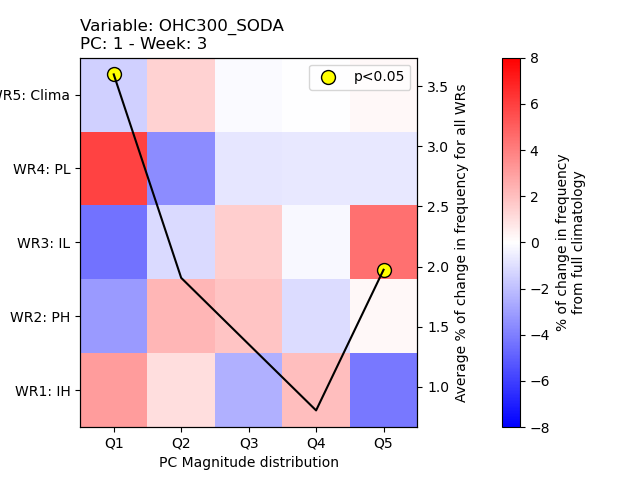 Variable: OHC300_SODA
PC: 1 - Week: 3
p<0.05
WR5: Clima
WR4: PL
WR3: IL
WR2: PH
WR1: IH
Q1 Q2 Q3 Q4 Q5
PC Magnitude distribution
3.5
3.0
2.5
2.0
1.5
1.0
Average % of change in frequency for all WRs
8
6
4
2
0
−2
−4
−6
−8
% of change in frequency
from full climatology